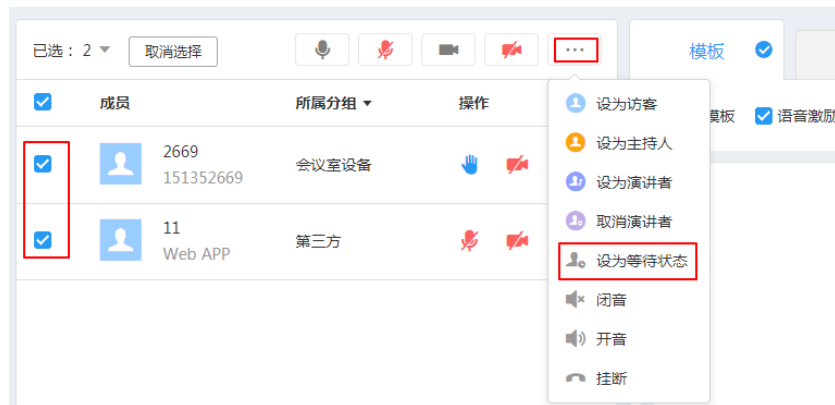 已选： 2 取消选择
模板
成员 所属分组 操作
2669
151352669
会议室设备
11
Web APP
第三方
设为访客
设为主持人
设为演讲者
取消演讲者
设为等待状态
闭音
开音
挂断
模板 语音激励